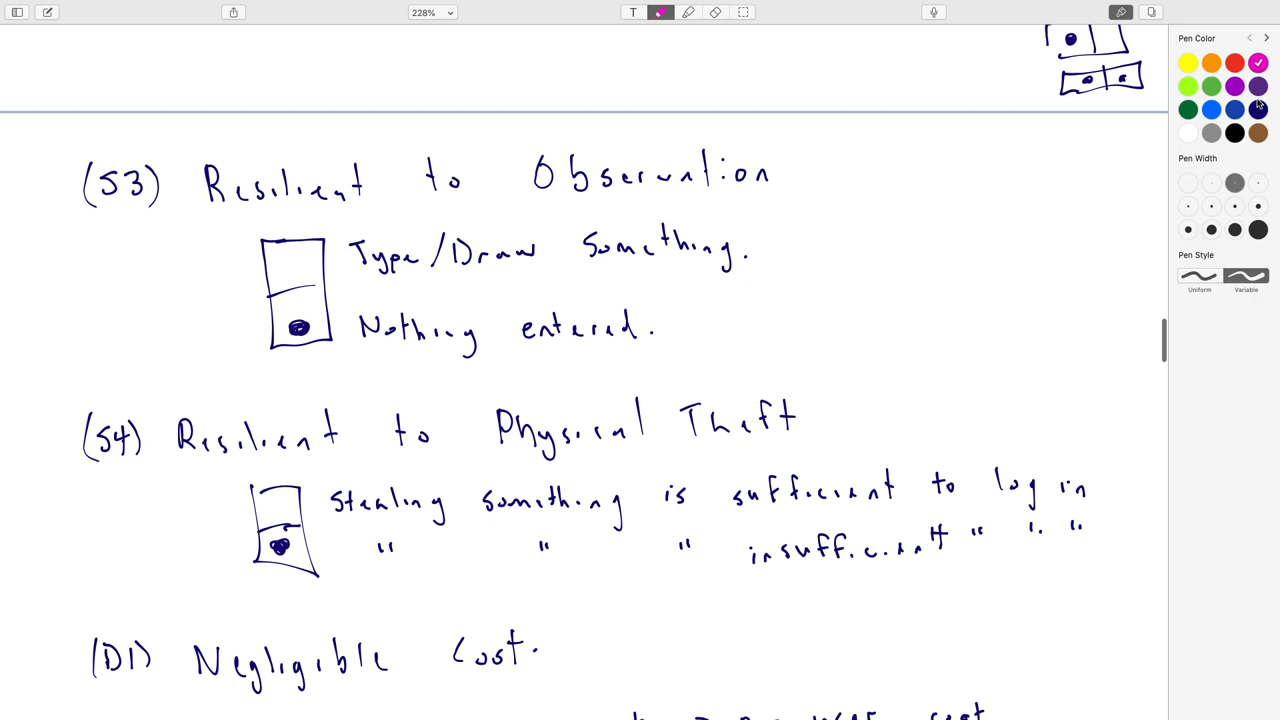 228%
T
Pen Color
(S3) Resilient to Observation
Type/Draw Something.
Nothing entered.
Pen Width
Pen Style
Uniform Variable
(S4) Resilient to Physical Theft
Stealing something is sufficient to log in
" " " insufficient " " "
(D1) Negligible Cost.